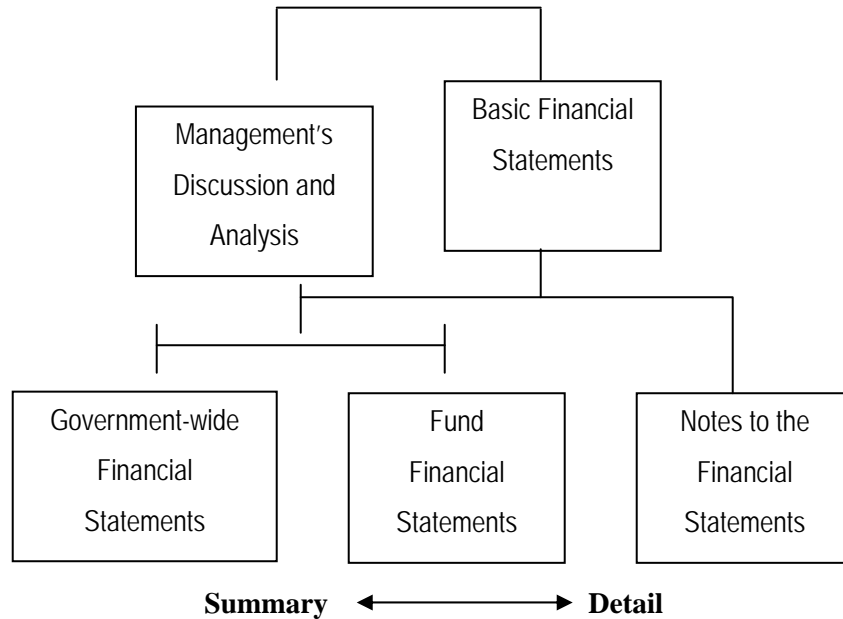 Management's
Discussion and
Analysis
Basic Financial
Statements
Government-wide
Financial
Statements
Fund
Financial
Statements
Notes to the
Financial
Statements
Summary
Detail